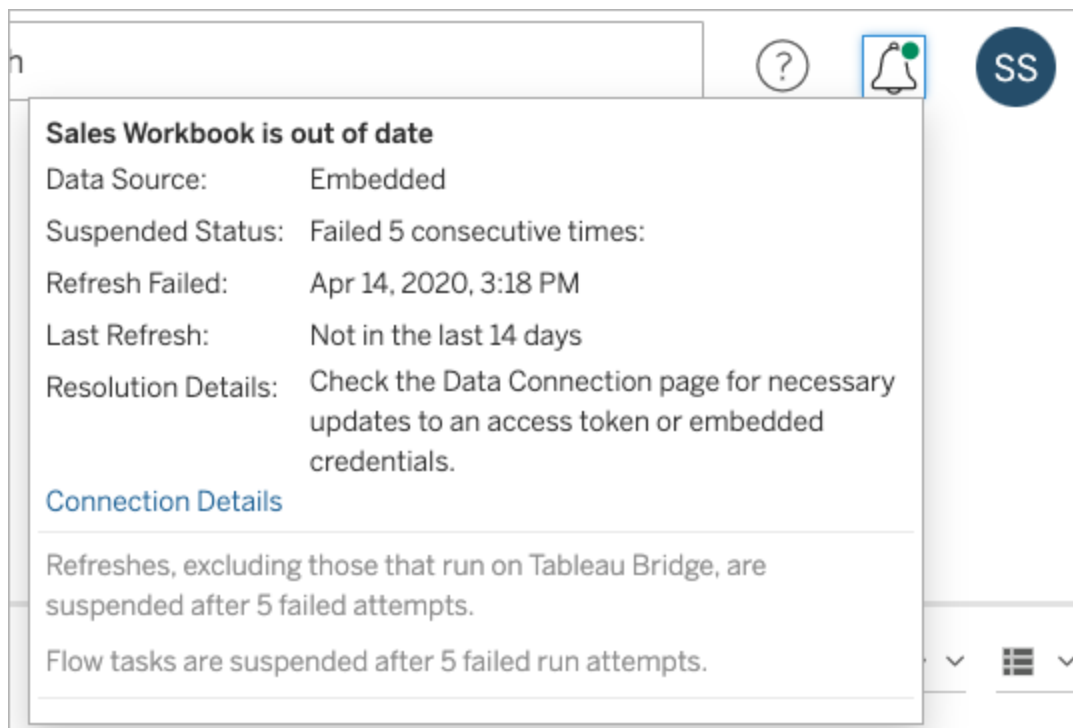 h
?
SS
Sales Workbook is out of date
Data Source: Embedded
Suspended Status: Failed 5 consecutive times:
Refresh Failed: Apr 14, 2020, 3:18 PM
Last Refresh: Not in the last 14 days
Resolution Details: Check the Data Connection page for necessary
updates to an access token or embedded
credentials.
Connection Details
Refreshes, excluding those that run on Tableau Bridge, are
suspended after 5 failed attempts.
Flow tasks are suspended after 5 failed run attempts.